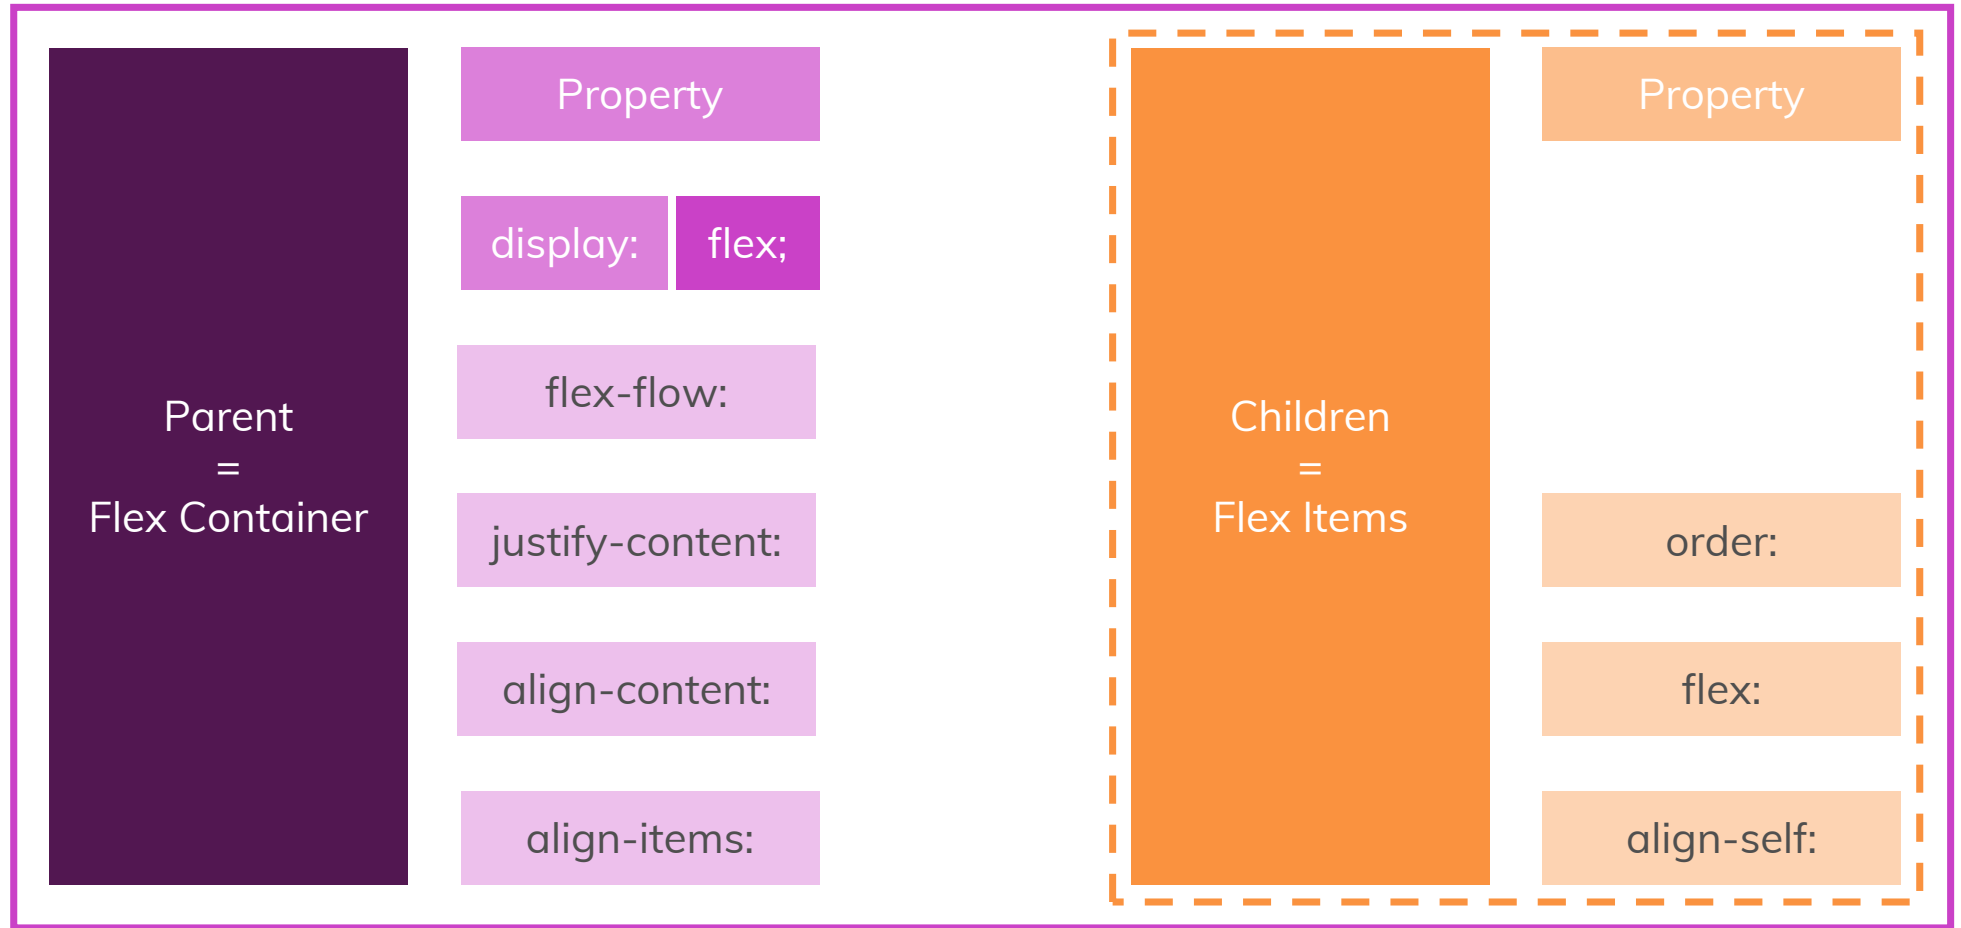 Parent
=
Flex Container
Property
display: flex;
flex-flow:
justify-content:
align-content:
align-items:
Children
=
Flex Items
Property
order:
flex:
align-self: